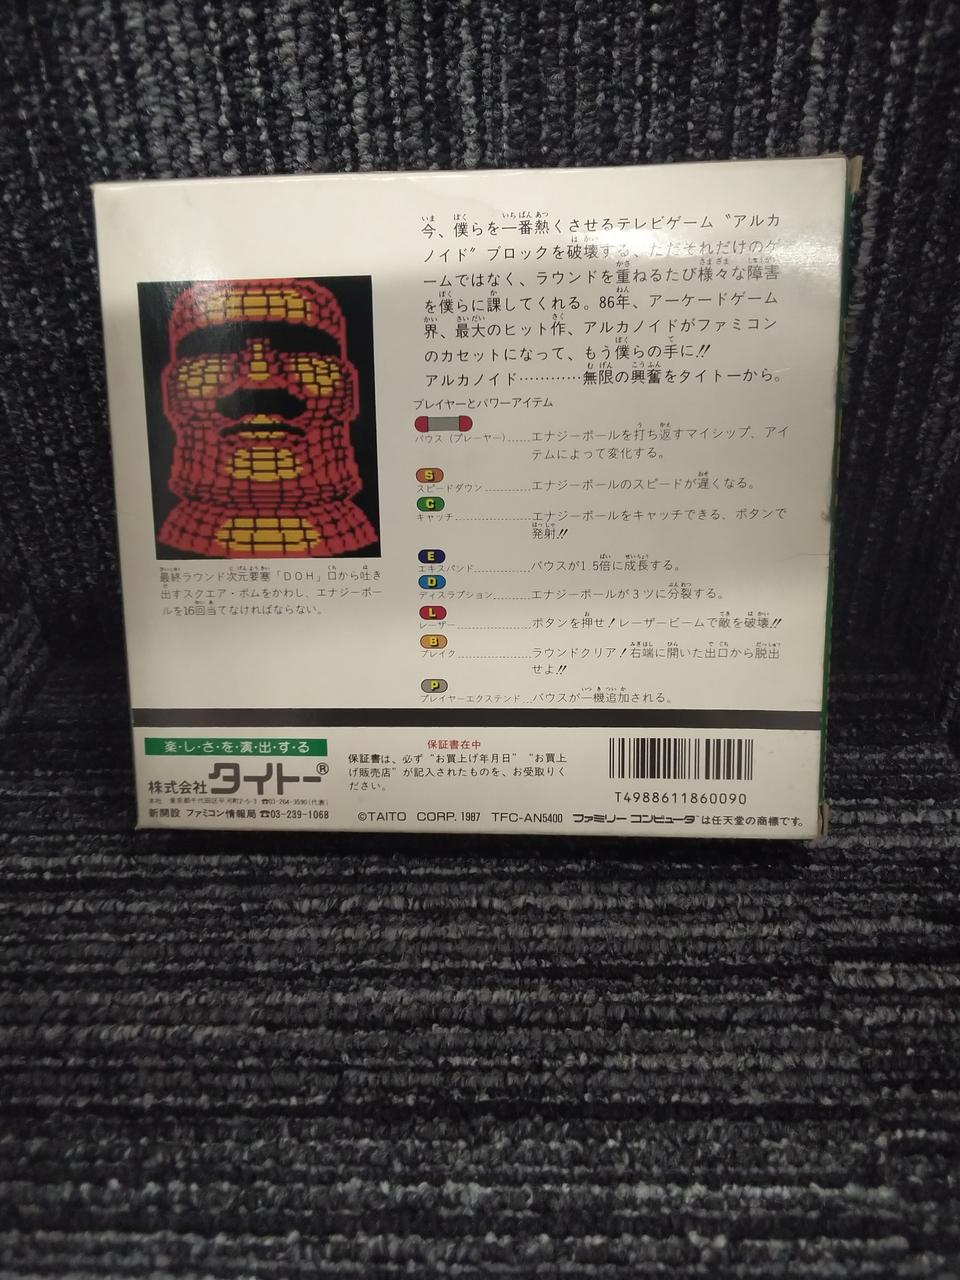 今、僕らを一番熱くさせるテレビゲーム〝アルカ
ノイド〟ブロックを破壊する、ただそれだけのゲ
ームではなく、ラウンドを重ねるたび様々な障害
を僕らに課してくれる。86年、アーケードゲーム
界、最大のヒット作、アルカノイドがファミコン
のカセットになって、もう僕らの手に!!
アルカノイド…………無限の興奮をタイトーから。
プレイヤーとパワーアイテム
バウス（プレーヤー）……エナジーボールを打ち返すマイシップ、アイ
テムによって変化する。
S
スピードダウン…………エナジーボールのスピードが遅くなる。
C
キャッチ…………エナジーボールをキャッチできる、ボタンで
発射!!
E
エキスパンド…………バウスが1.5倍に成長する。
D
ディスラプション…………エナジーボールが3ツに分裂する。
L
レーザー…………ボタンを押せ！レーザービームで敵を破壊!!
B
ブレイク…………ラウンドクリア！右端に開いた出口から脱出
せよ!!
P
プレイヤーエクステンド…バウスが一機追加される。
最終ラウンド次元要塞「DOH」口から吐き
出すスクエア・ボムをかわし、エナジーボー
ルを16回当てなければならない。
楽・し・さ・を・演・出・す・る
株式会社タイトー®
本社 東京都千代田区平河町2-5-3 ☎03-264-3590(代表)
新開設 ファミコン情報局 ☎03-239-1068
保証書在中
保証書は、必ず“お買上げ年月日”“お買上
げ販売店”が記入されたものを、お受取りく
ださい。
T4988611860090
©TAITO CORP. 1987 TFC-AN5400 ファミリーコンピュータ™は任天堂の商標です。